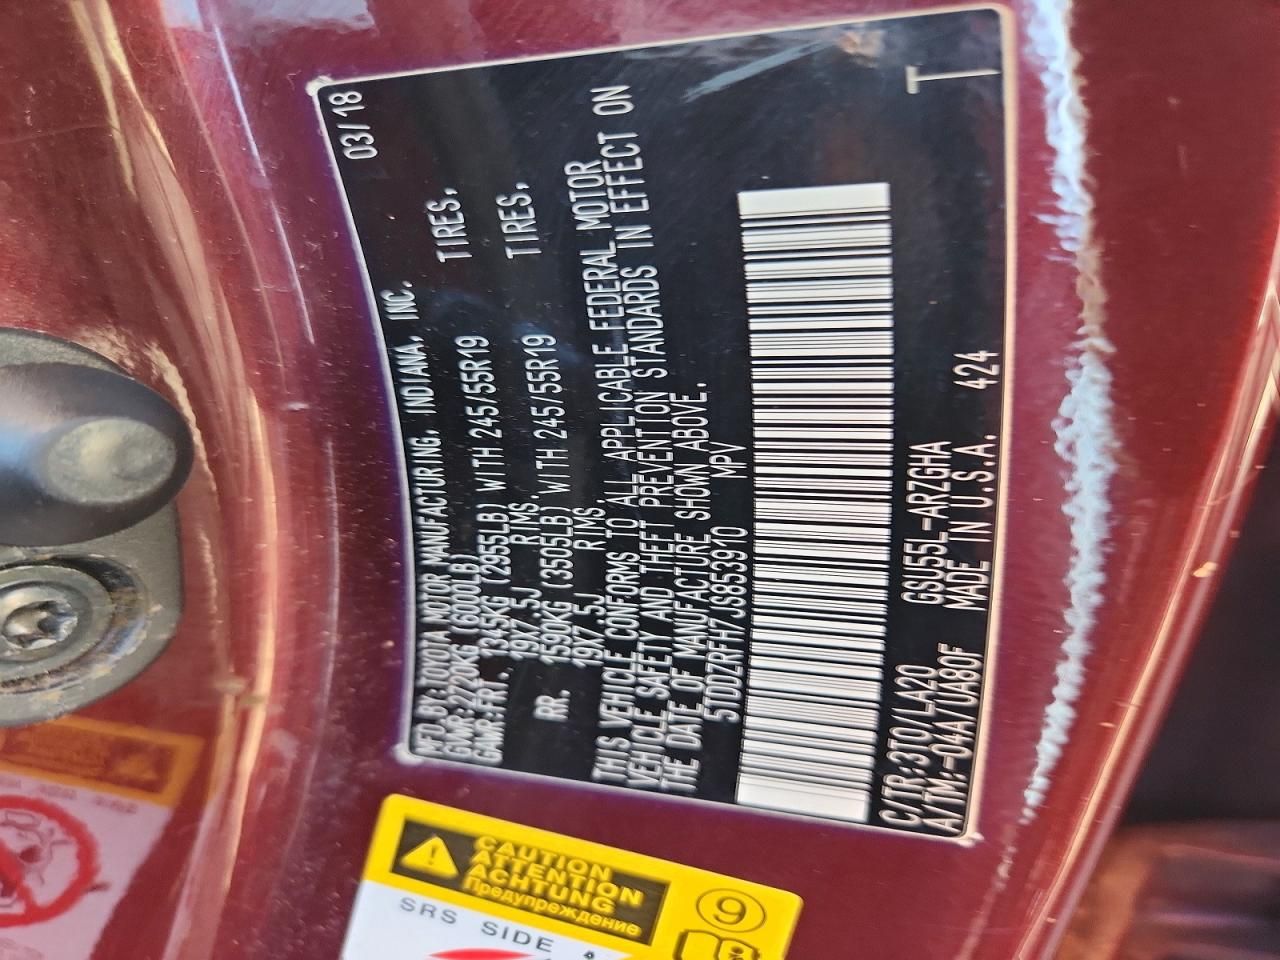 03/18
MFD.BY:TOYOTA MOTOR MANUFACTURING, INDIANA, INC.
GVWR:2720KG (6000LB)
GAWR:FRT. 1345KG (2955LB) WITH 245/55R19 TIRES,
19X7.5J RIMS.
RR. 1590KG (3505LB) WITH 245/55R19 TIRES,
19X7.5J RIMS.
THIS VEHICLE CONFORMS TO ALL APPLICABLE FEDERAL MOTOR
VEHICLE SAFETY AND THEFT PREVENTION STANDARDS IN EFFECT ON
THE DATE OF MANUFACTURE SHOWN ABOVE.
5TDDZRFH7JS853970 MPV
T
C/TR:3T0/LA20 GSU55L-ARZGHA
A/TM:-04A/UA80F MADE IN U.S.A. 424
CAUTION
ATTENTION
ACHTUNG
Предупреждение
9
SRS SIDE